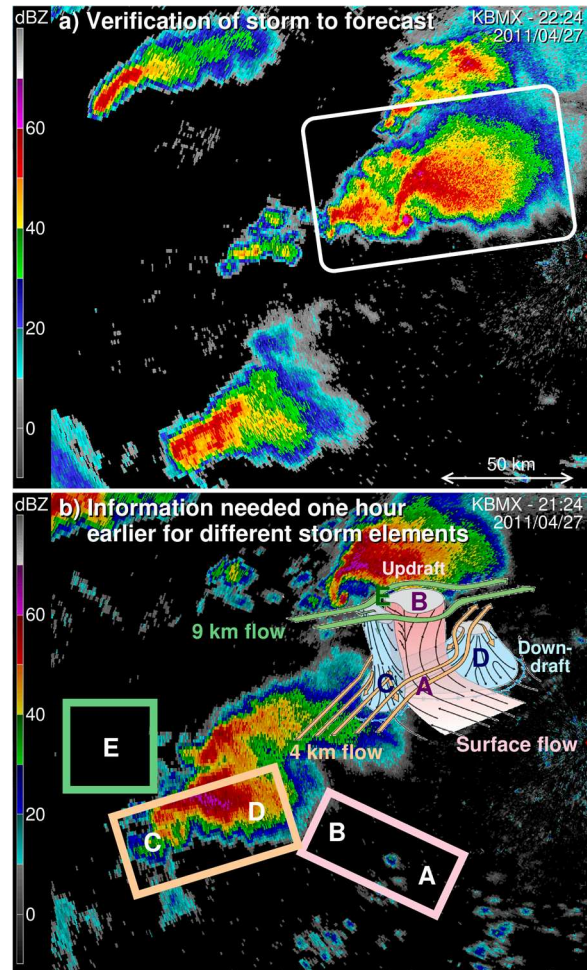 dBZ
a) Verification of storm to forecast
KBMX - 22:24
2011/04/27
60
40
20
0
50 km
dBZ
b) Information needed one hour
earlier for different storm elements
KBMX - 21:24
2011/04/27
60
40
20
0
Updraft
E
B
9 km flow
Down-
draft
D
C
A
E
4 km flow
Surface flow
D
C
B
A